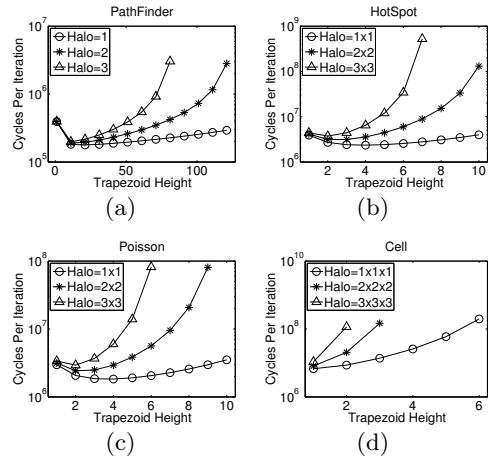 PathFinder
10^7
Halo=1
Halo=2
Halo=3
Cycles Per Iteration
10^6
10^5
0 50 100
Trapezoid Height
(a)
HotSpot
10^9
Halo=1x1
Halo=2x2
Halo=3x3
Cycles Per Iteration
10^8
10^7
10^6
2 4 6 8 10
Trapezoid Height
(b)
Poisson
10^8
Halo=1x1
Halo=2x2
Halo=3x3
Cycles Per Iteration
10^7
10^6
2 4 6 8 10
Trapezoid Height
(c)
Cell
10^10
Halo=1x1x1
Halo=2x2x2
Halo=3x3x3
Cycles Per Iteration
10^8
10^6
2 4 6
Trapezoid Height
(d)